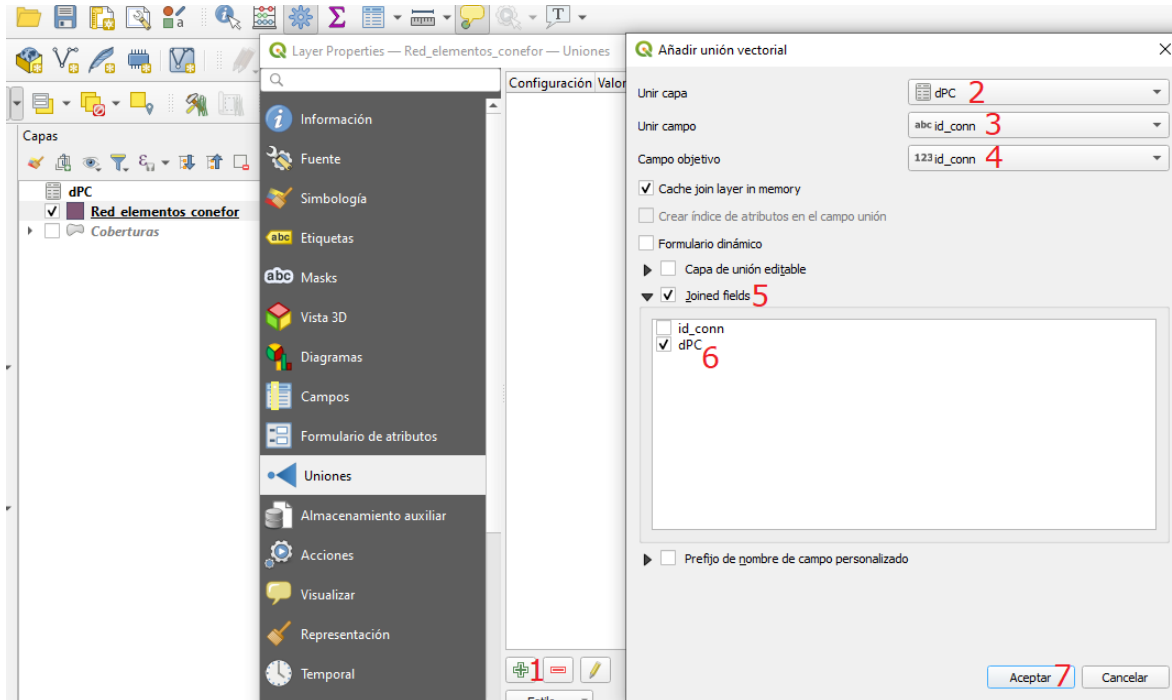 Layer Properties — Red_elementos_conefor — Uniones
Capas
dPC
Red elementos conefor
Coberturas
Información
Fuente
Simbología
abc Etiquetas
abc Masks
Vista 3D
Diagramas
Campos
Formulario de atributos
Uniones
Almacenamiento auxiliar
Acciones
Visualizar
Representación
Temporal
Configuración Valor
1
Añadir unión vectorial
Unir capa dPC 2
Unir campo abc id_conn 3
Campo objetivo 123 id_conn 4
Cache join layer in memory
Crear índice de atributos en el campo unión
Formulario dinámico
Capa de unión editable
Joined fields 5
id_conn
dPC
6
Prefijo de nombre de campo personalizado
Aceptar 7 Cancelar